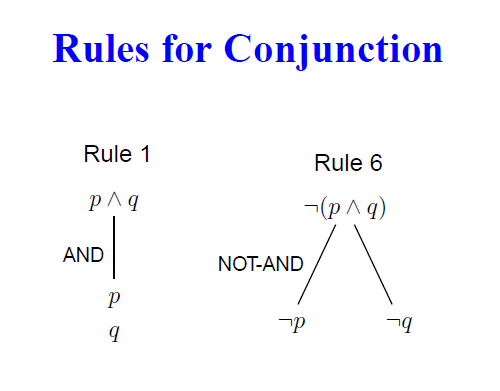 Rules for Conjunction
Rule 1
p ∧ q
AND
p
q
Rule 6
¬(p ∧ q)
NOT-AND
¬p
¬q